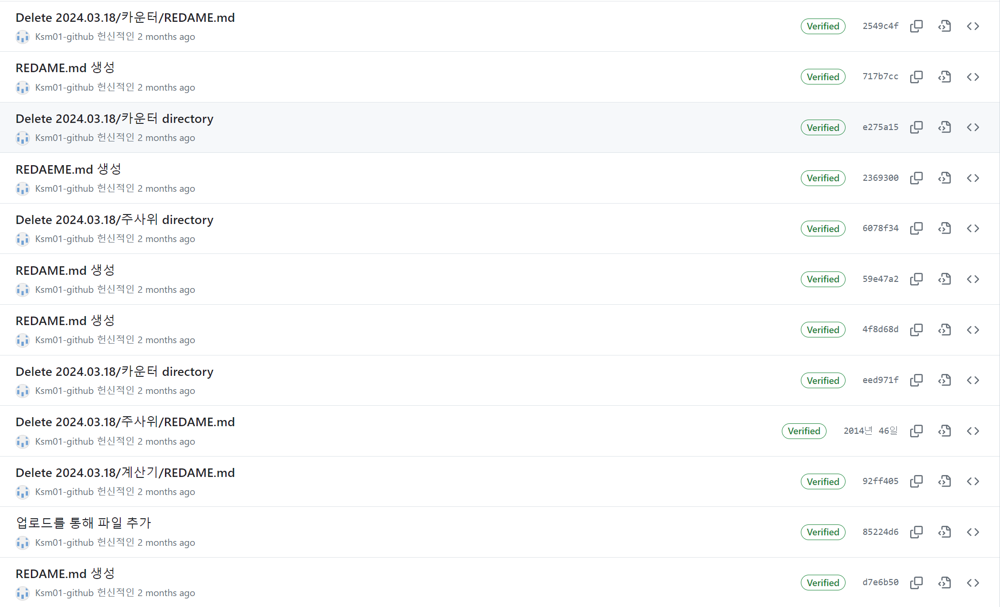 Delete 2024.03.18/카운터/REDAME.md
Verified 2549c4f
Ksm01-github 헌신적인 2 months ago
REDAME.md 생성
Verified 717b7cc
Ksm01-github 헌신적인 2 months ago
Delete 2024.03.18/카운터 directory
Verified e275a15
Ksm01-github 헌신적인 2 months ago
REDAEME.md 생성
Verified 2369300
Ksm01-github 헌신적인 2 months ago
Delete 2024.03.18/주사위 directory
Verified 6078f34
Ksm01-github 헌신적인 2 months ago
REDAME.md 생성
Verified 59e47a2
Ksm01-github 헌신적인 2 months ago
REDAME.md 생성
Verified 4f8d68d
Ksm01-github 헌신적인 2 months ago
Delete 2024.03.18/카운터 directory
Verified eed971f
Ksm01-github 헌신적인 2 months ago
Delete 2024.03.18/주사위/REDAME.md
Verified 2014년 46일
Ksm01-github 헌신적인 2 months ago
Delete 2024.03.18/계산기/REDAME.md
Verified 92ff405
Ksm01-github 헌신적인 2 months ago
업로드를 통해 파일 추가
Verified 85224d6
Ksm01-github 헌신적인 2 months ago
REDAME.md 생성
Verified d7e6b50
Ksm01-github 헌신적인 2 months ago